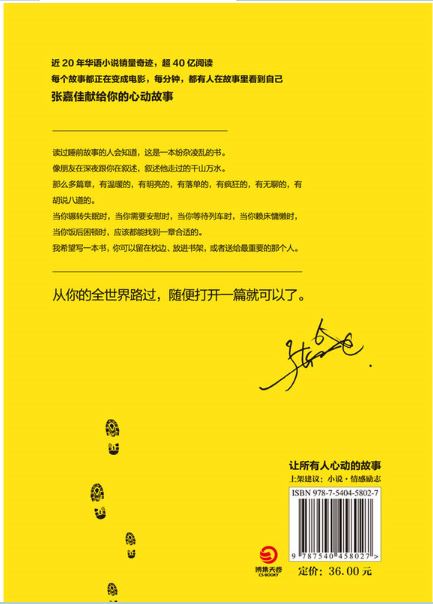 近20年华语小说销量奇迹，超40亿阅读
每个故事都正在变成电影，每分钟，都有人在故事里看到自己
张嘉佳献给你的心动故事
读过睡前故事的人会知道，这是一本纷杂凌乱的书。
像朋友在深夜跟你在叙述，叙述他走过的千山万水。
那么多篇章，有温暖的，有明亮的，有落单的，有疯狂的，有无聊的，有
胡说八道的。
当你辗转失眠时，当你需要安慰时，当你等待列车时，当你赖床慵懒时，
当你饭后困顿时，应该都能找到一章合适的。
我希望写一本书，你可以留在枕边、放进书架，或者送给最重要的那个人。
从你的全世界路过，随便打开一篇就可以了。
让所有人心动的故事
上架建议：小说·情感励志
ISBN 978-7-5404-5802-7
9 787540 458027 >
博集天卷
CS-BOOKY
定价：36.00 元